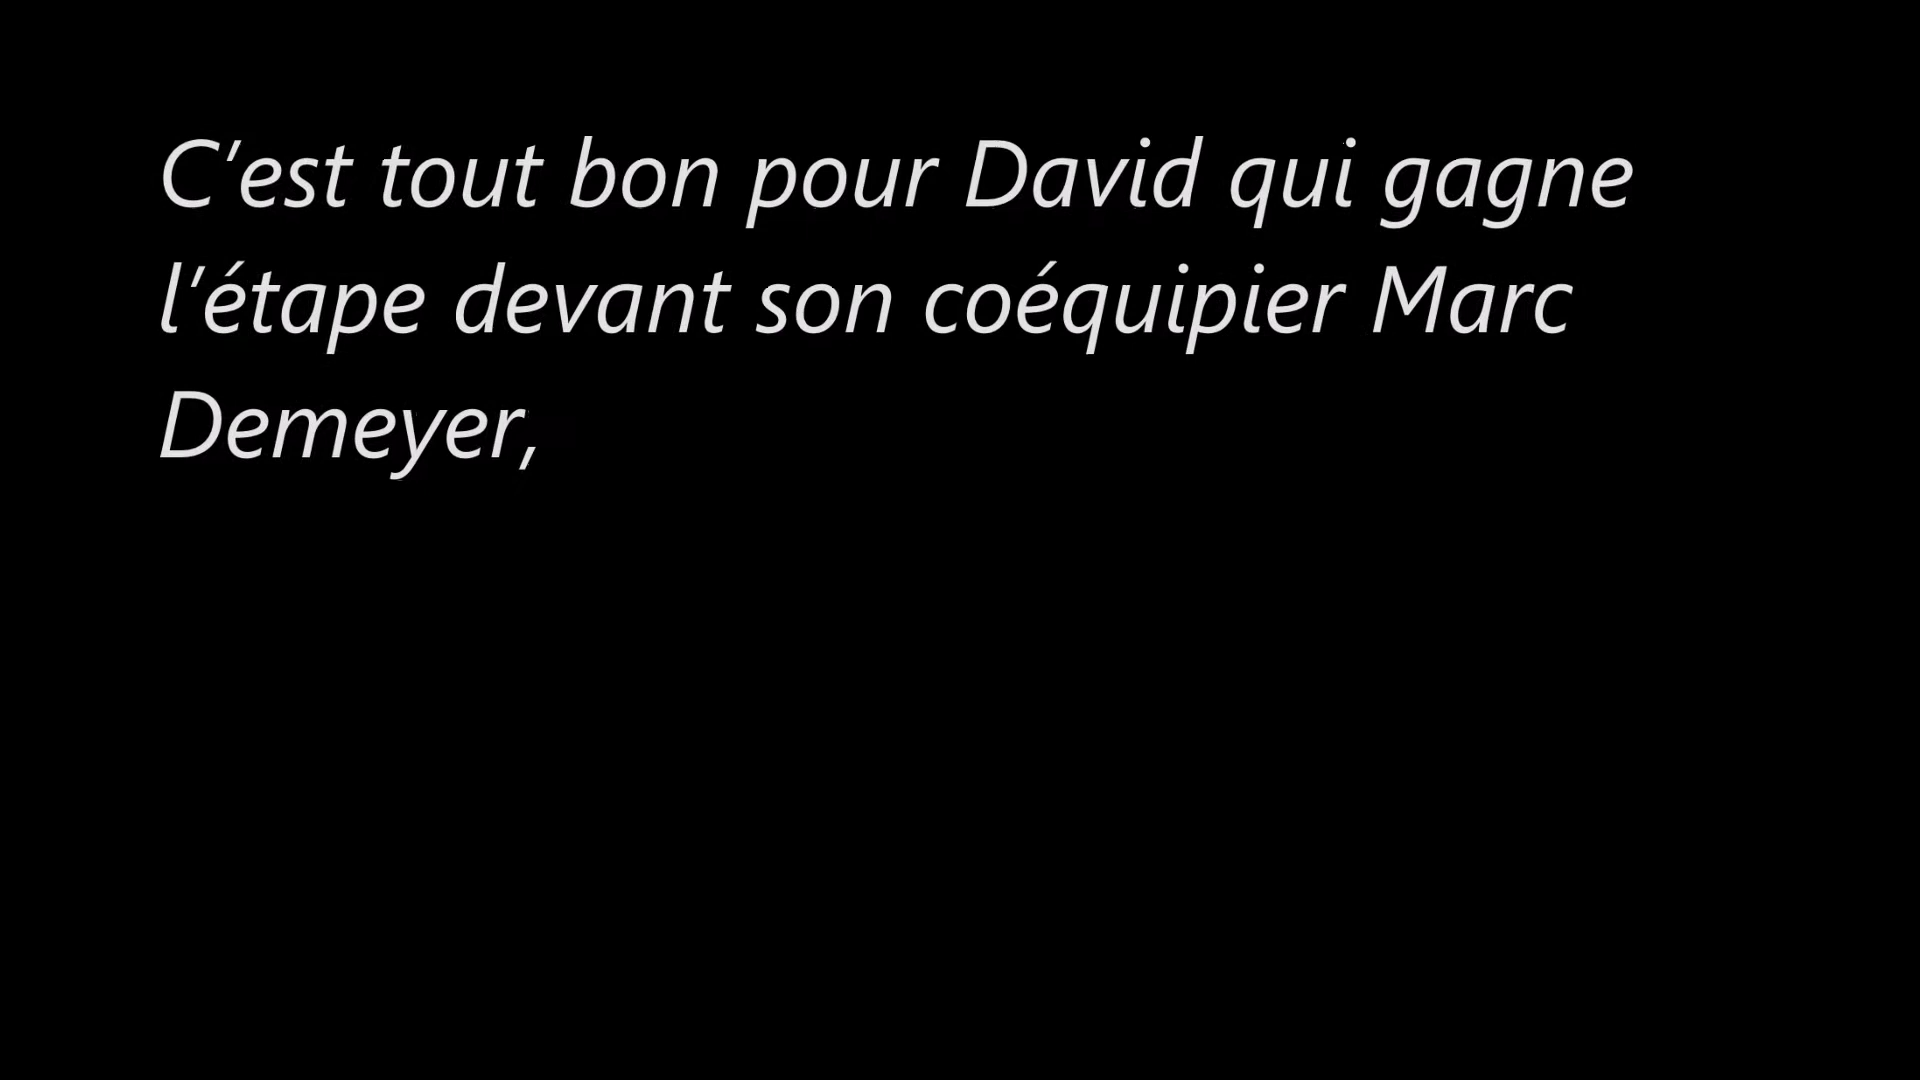 C'est tout bon pour David qui gagne
l'étape devant son coéquipier Marc
Demeyer,